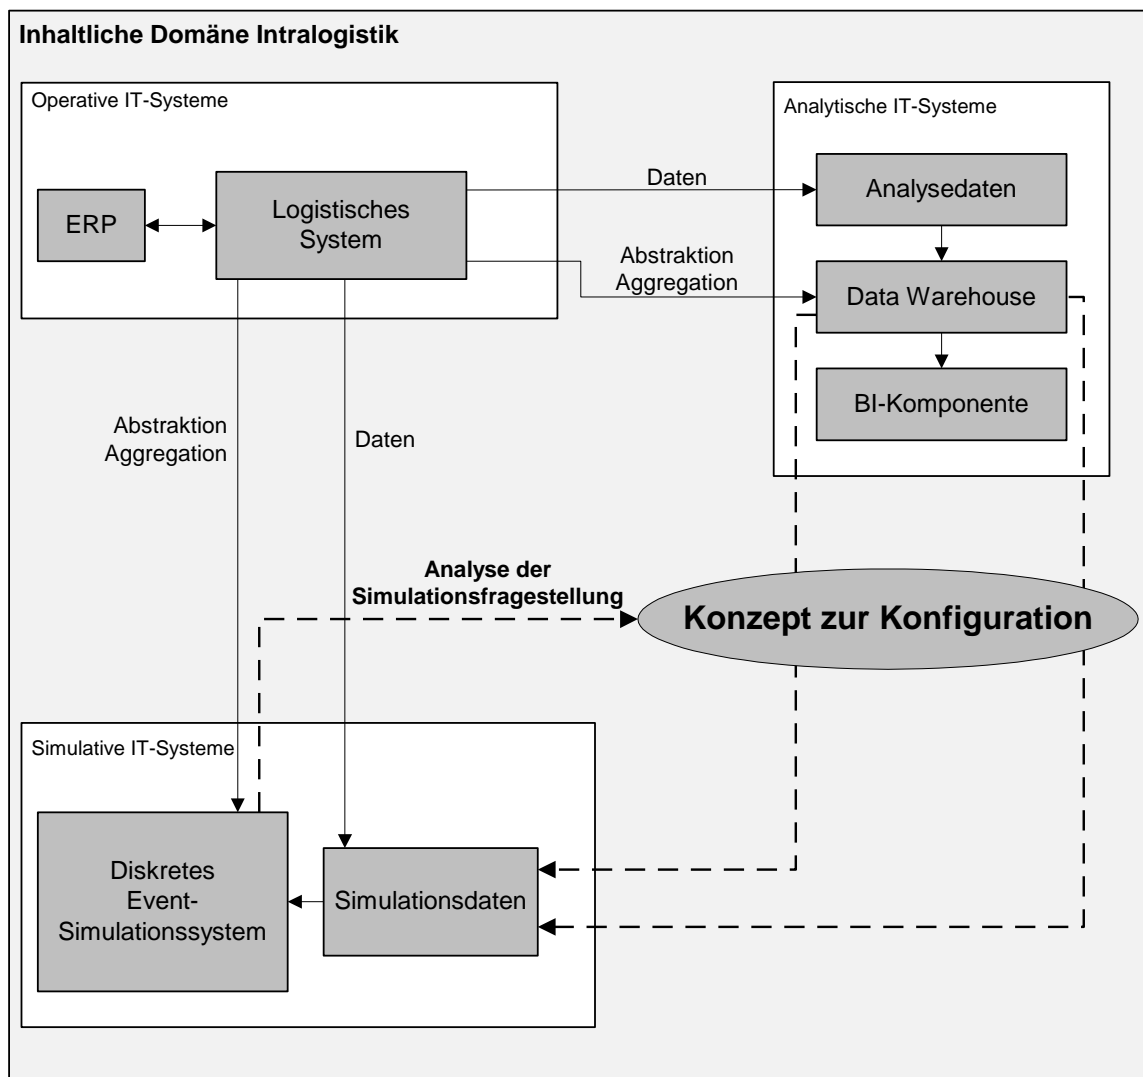 Inhaltliche Domäne Intralogistik
Operative IT-Systeme
ERP
Logistisches
System
Daten
Abstraktion
Aggregation
Analytische IT-Systeme
Analysedaten
Data Warehouse
BI-Komponente
Abstraktion
Aggregation
Daten
Analyse der
Simulationsfragestellung
Konzept zur Konfiguration
Simulative IT-Systeme
Diskretes
Event-
Simulationssystem
Simulationsdaten